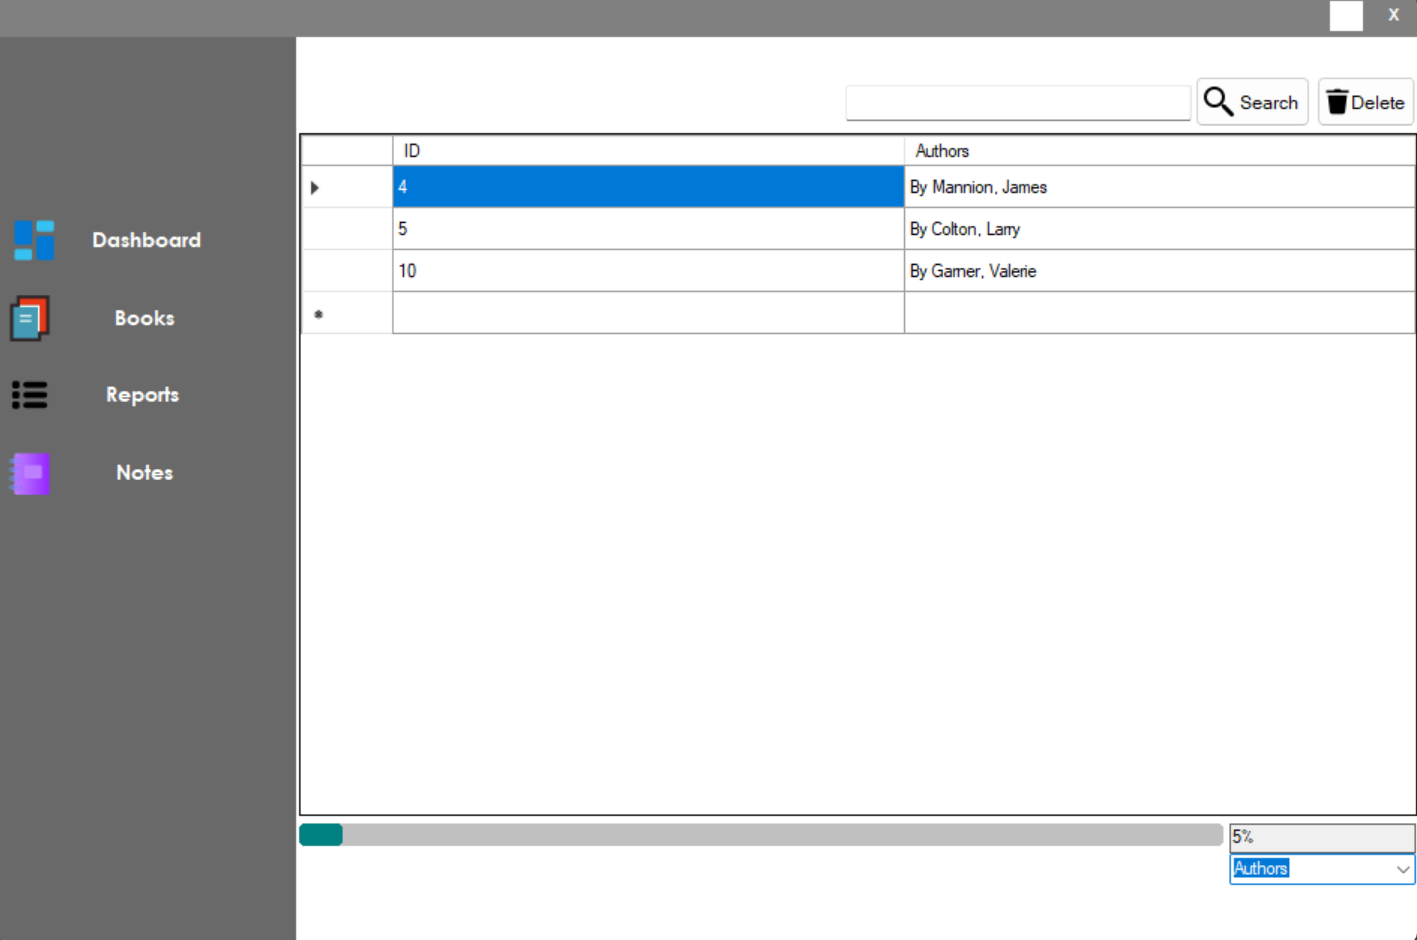 X
Search
Delete
ID Authors
4 By Mannion, James
5 By Colton, Larry
10 By Garner, Valerie
Dashboard
Books
Reports
Notes
5%
Authors